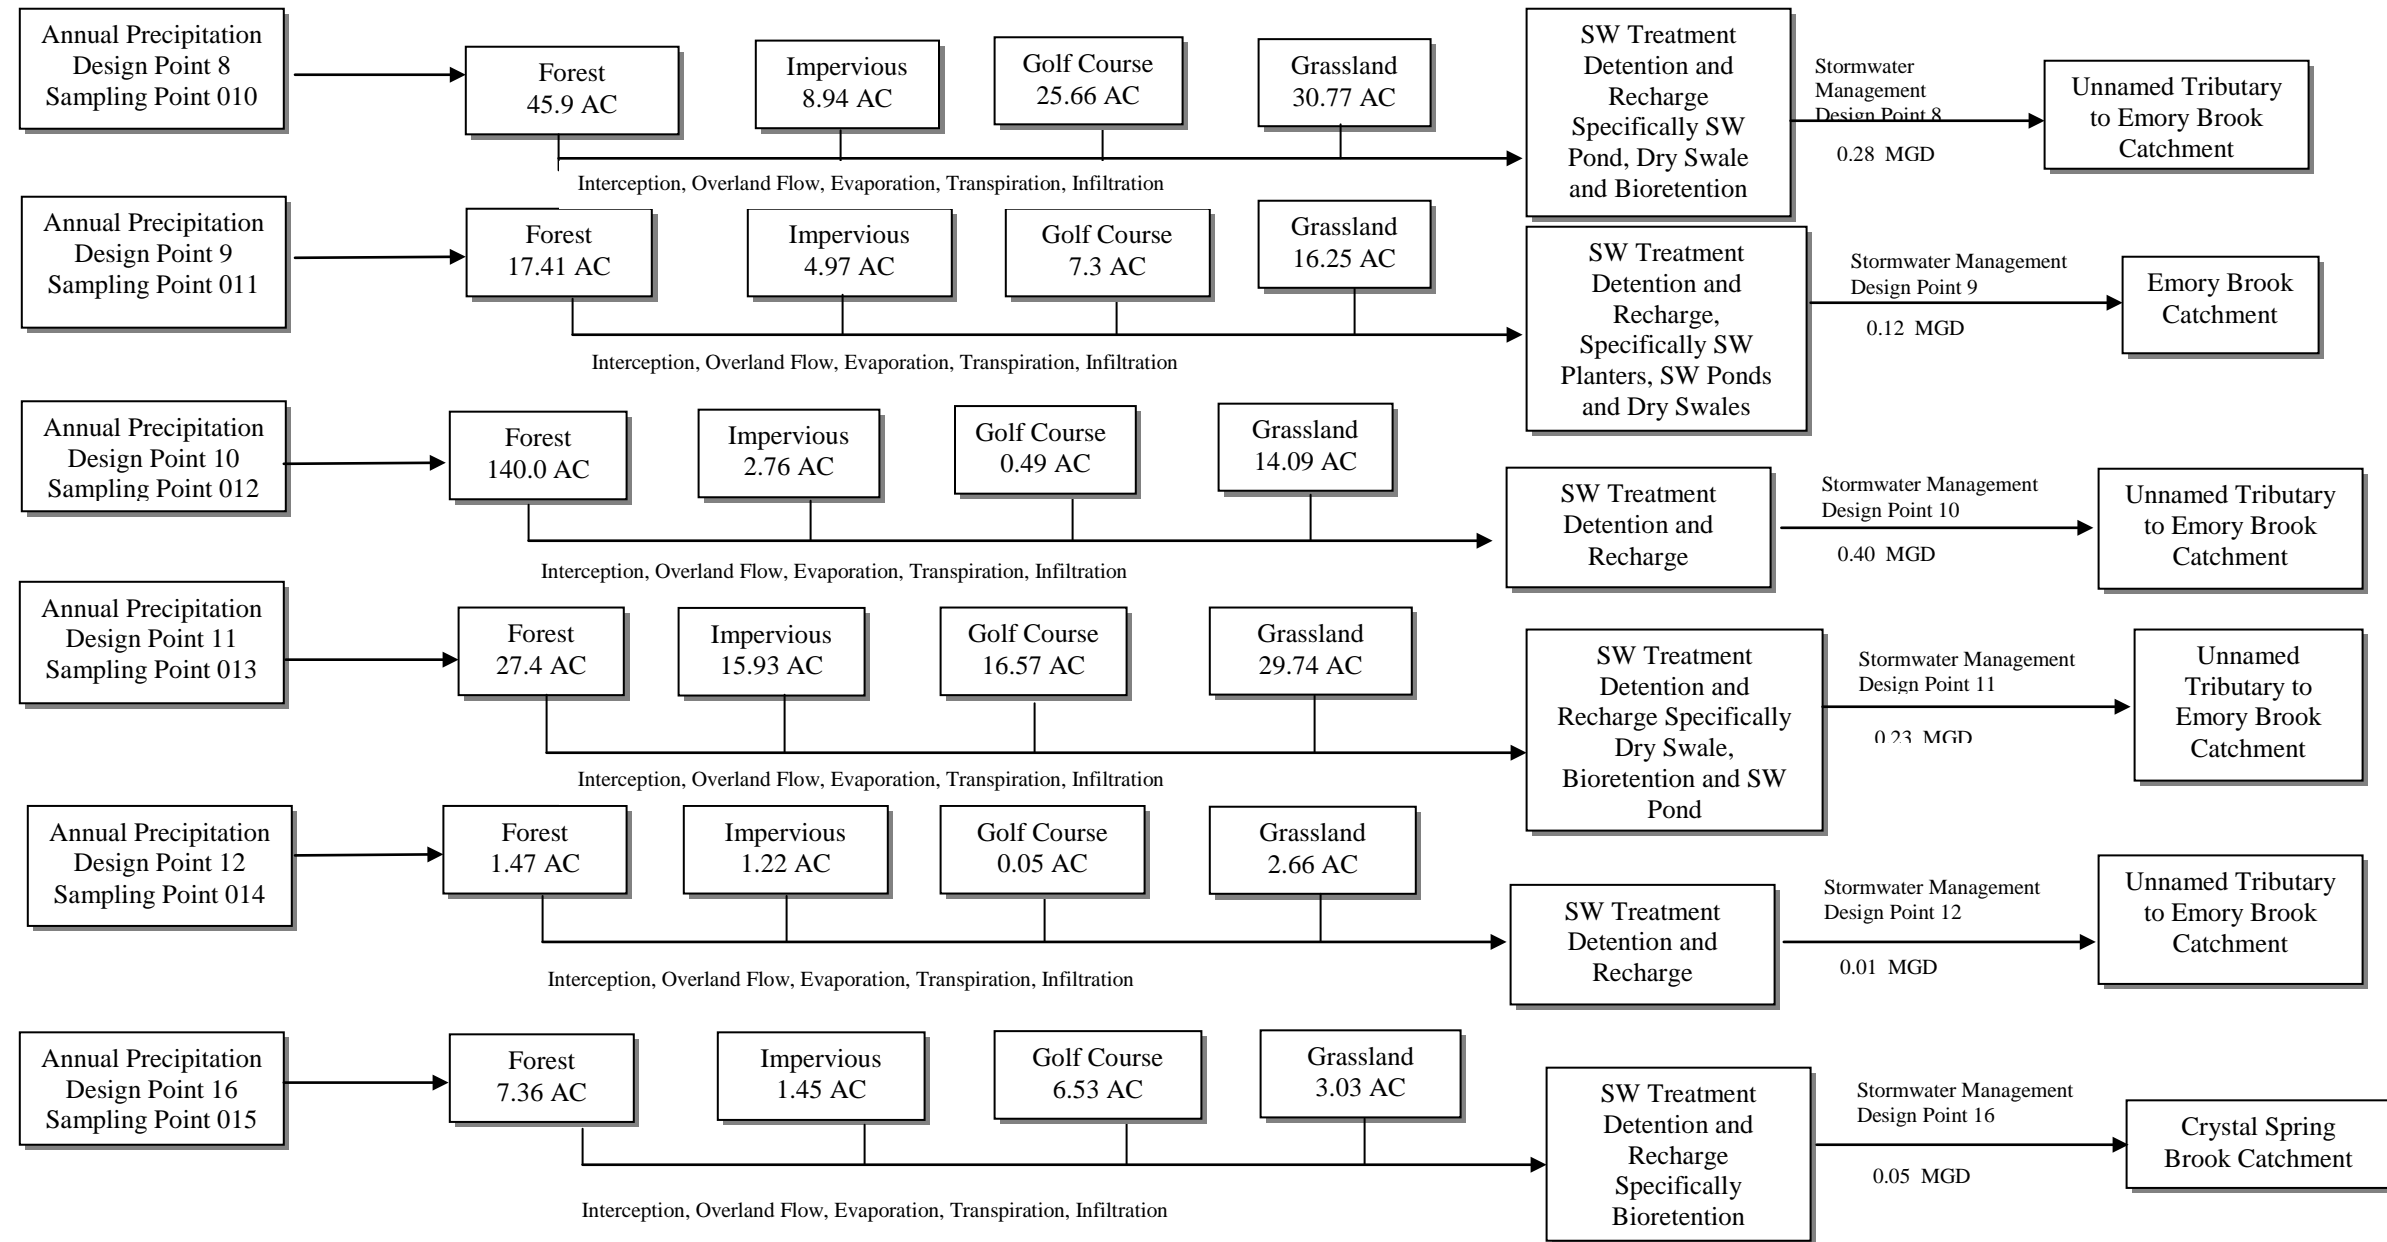 Annual Precipitation
Design Point 8
Sampling Point 010
Forest
45.9 AC
Impervious
8.94 AC
Golf Course
25.66 AC
Grassland
30.77 AC
SW Treatment
Detention and
Recharge
Specifically SW
Pond, Dry Swale
and Bioretention
Stormwater
Management
Design Point 8
0.28 MGD
Unnamed Tributary
to Emory Brook
Catchment
Interception, Overland Flow, Evaporation, Transpiration, Infiltration
Annual Precipitation
Design Point 9
Sampling Point 011
Forest
17.41 AC
Impervious
4.97 AC
Golf Course
7.3 AC
Grassland
16.25 AC
SW Treatment
Detention and
Recharge,
Specifically SW
Planters, SW Ponds
and Dry Swales
Stormwater Management
Design Point 9
0.12 MGD
Emory Brook
Catchment
Interception, Overland Flow, Evaporation, Transpiration, Infiltration
Annual Precipitation
Design Point 10
Sampling Point 012
Forest
140.0 AC
Impervious
2.76 AC
Golf Course
0.49 AC
Grassland
14.09 AC
SW Treatment
Detention and
Recharge
Stormwater Management
Design Point 10
0.40 MGD
Unnamed Tributary
to Emory Brook
Catchment
Interception, Overland Flow, Evaporation, Transpiration, Infiltration
Annual Precipitation
Design Point 11
Sampling Point 013
Forest
27.4 AC
Impervious
15.93 AC
Golf Course
16.57 AC
Grassland
29.74 AC
SW Treatment
Detention and
Recharge Specifically
Dry Swale,
Bioretention and SW
Pond
Stormwater Management
Design Point 11
0.23 MGD
Unnamed
Tributary to
Emory Brook
Catchment
Interception, Overland Flow, Evaporation, Transpiration, Infiltration
Annual Precipitation
Design Point 12
Sampling Point 014
Forest
1.47 AC
Impervious
1.22 AC
Golf Course
0.05 AC
Grassland
2.66 AC
SW Treatment
Detention and
Recharge
Stormwater Management
Design Point 12
0.01 MGD
Unnamed Tributary
to Emory Brook
Catchment
Interception, Overland Flow, Evaporation, Transpiration, Infiltration
Annual Precipitation
Design Point 16
Sampling Point 015
Forest
7.36 AC
Impervious
1.45 AC
Golf Course
6.53 AC
Grassland
3.03 AC
SW Treatment
Detention and
Recharge
Specifically
Bioretention
Stormwater Management
Design Point 16
0.05 MGD
Crystal Spring
Brook Catchment
Interception, Overland Flow, Evaporation, Transpiration, Infiltration